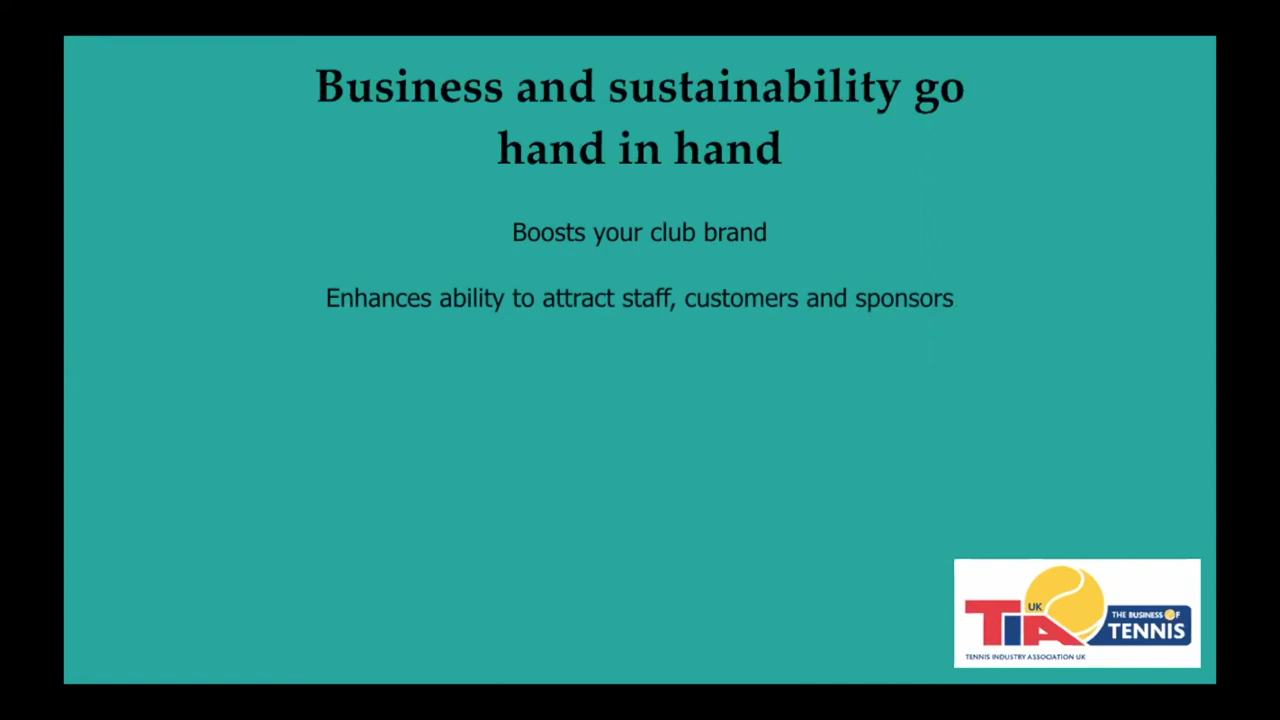 Business and sustainability go
hand in hand
Boosts your club brand
Enhances ability to attract staff, customers and sponsors
UK
TIA
THE BUSINESS OF
TENNIS
TENNIS INDUSTRY ASSOCIATION UK